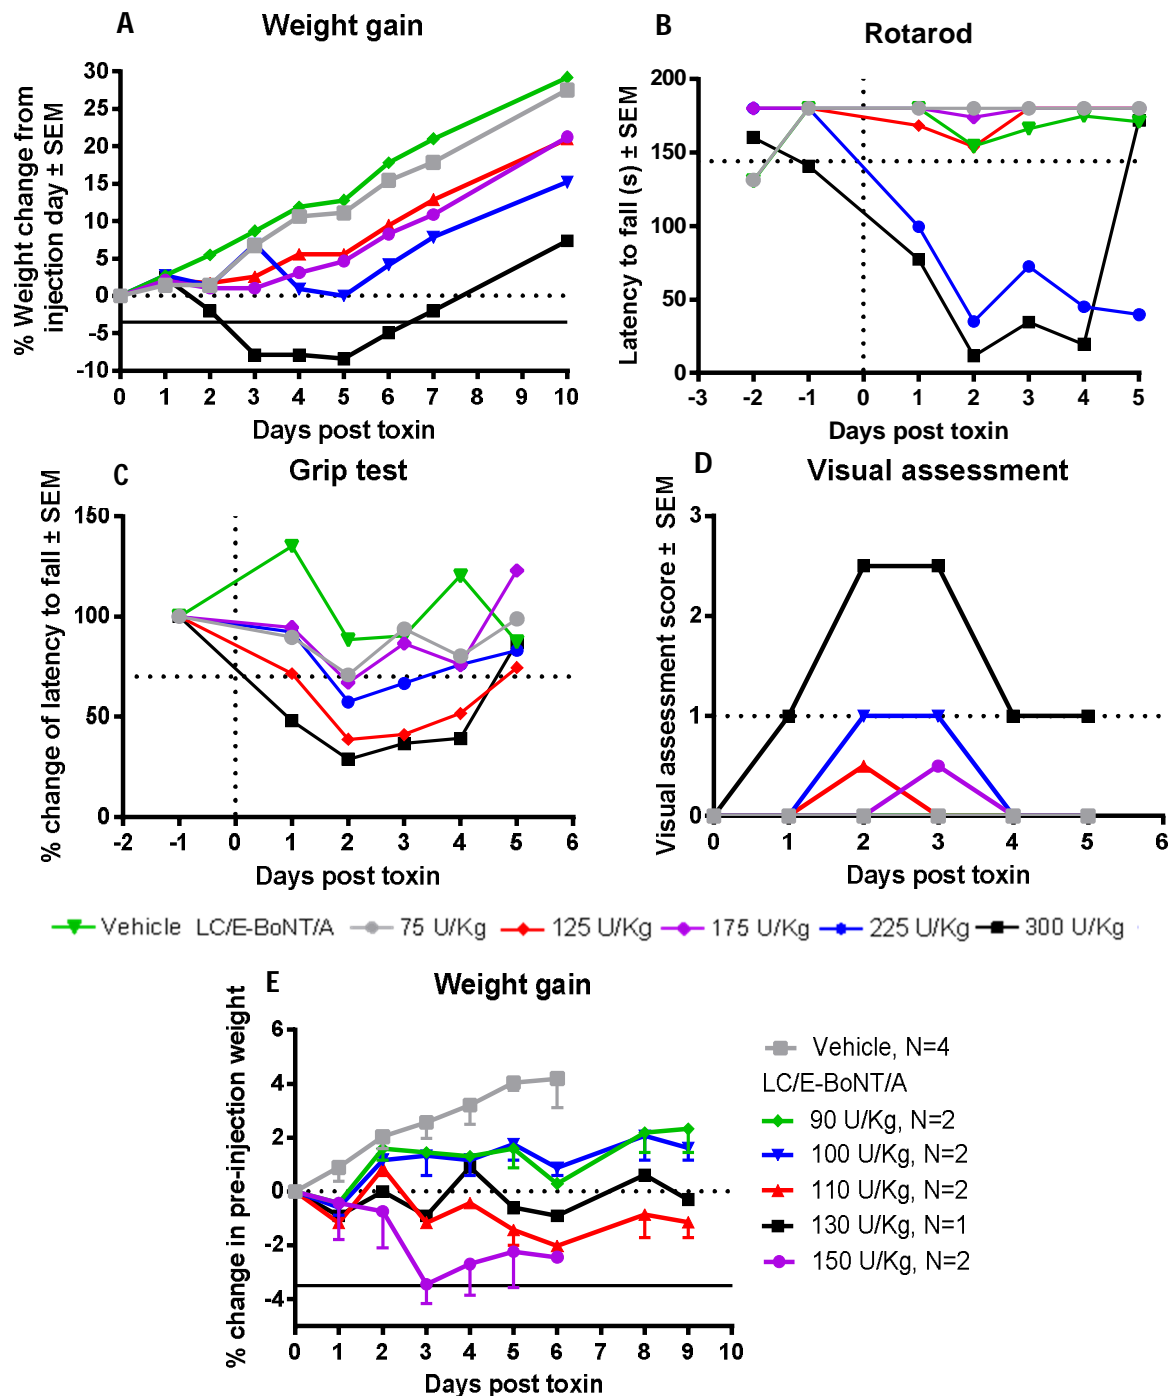 A
Weight gain
% Weight change from
injection day ± SEM
30
25
20
15
10
5
0
-5
-10
0 1 2 3 4 5 6 7 8 9 10
Days post toxin
B
Rotarod
Latency to fall (s) ± SEM
200
150
100
50
0
-3 -2 -1 0 1 2 3 4 5
Days post toxin
C
Grip test
% change of latency to fall ± SEM
150
100
50
0
-2 -1 0 1 2 3 4 5 6
Days post toxin
D
Visual assessment
Visual assessment score ± SEM
3
2
1
0
0 1 2 3 4 5 6
Days post toxin
Vehicle LC/E-BoNT/A 75 U/Kg 125 U/Kg 175 U/Kg 225 U/Kg 300 U/Kg
E
Weight gain
% change in pre-injection weight
6
4
2
0
-2
-4
0 1 2 3 4 5 6 7 8 9 10
Days post toxin
Vehicle, N=4
LC/E-BoNT/A
90 U/Kg, N=2
100 U/Kg, N=2
110 U/Kg, N=2
130 U/Kg, N=1
150 U/Kg, N=2